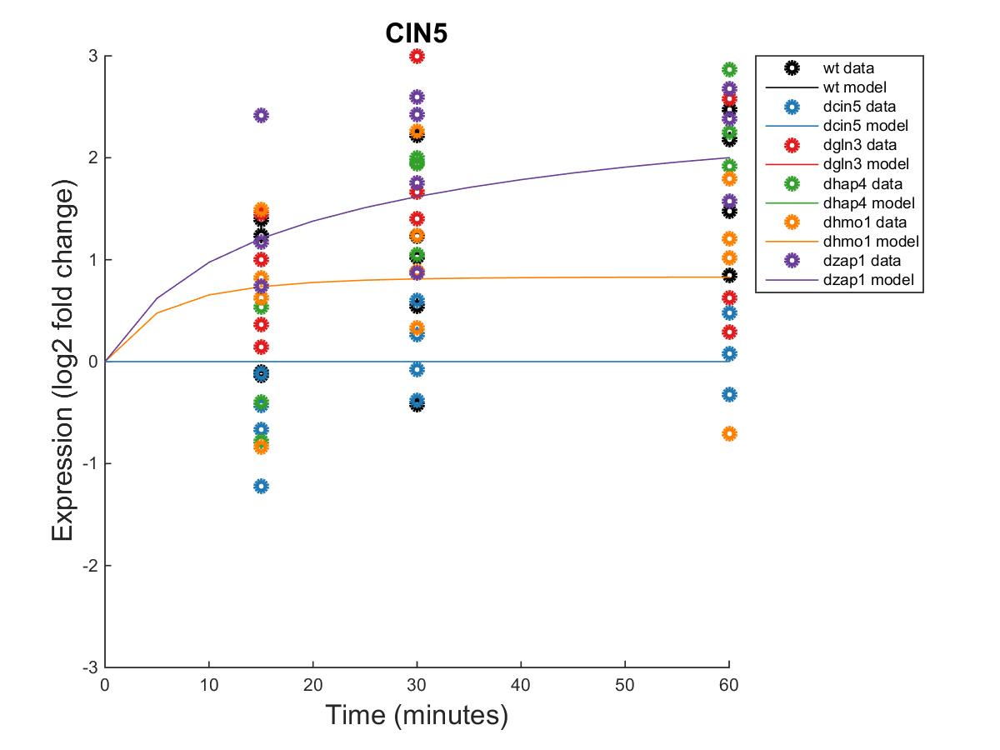 CIN5
3
2
1
0
-1
-2
-3
Expression (log2 fold change)
0 10 20 30 40 50 60
Time (minutes)
wt data
wt model
dcin5 data
dcin5 model
dgln3 data
dgln3 model
dhap4 data
dhap4 model
dhmo1 data
dhmo1 model
dzap1 data
dzap1 model